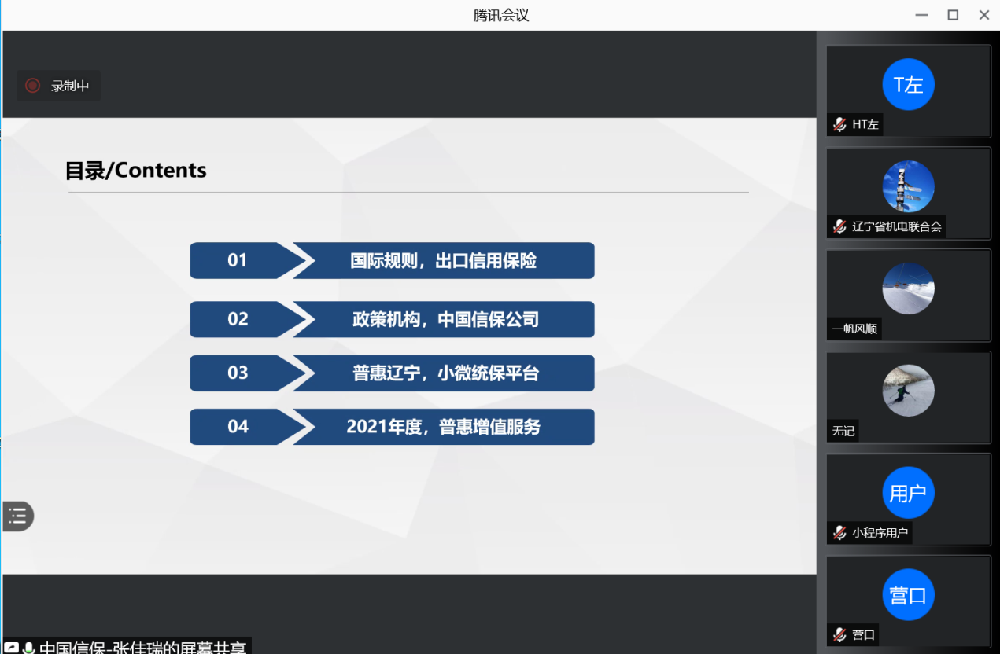 腾讯会议
录制中
目录/Contents
01 国际规则，出口信用保险
02 政策机构，中国信保公司
03 普惠辽宁，小微统保平台
04 2021年度，普惠增值服务
中国信保-张佳瑞的屏幕共享
T左
HT左
辽宁省机电联合会
一帆风顺
无记
用户
小程序用户
营口
营口